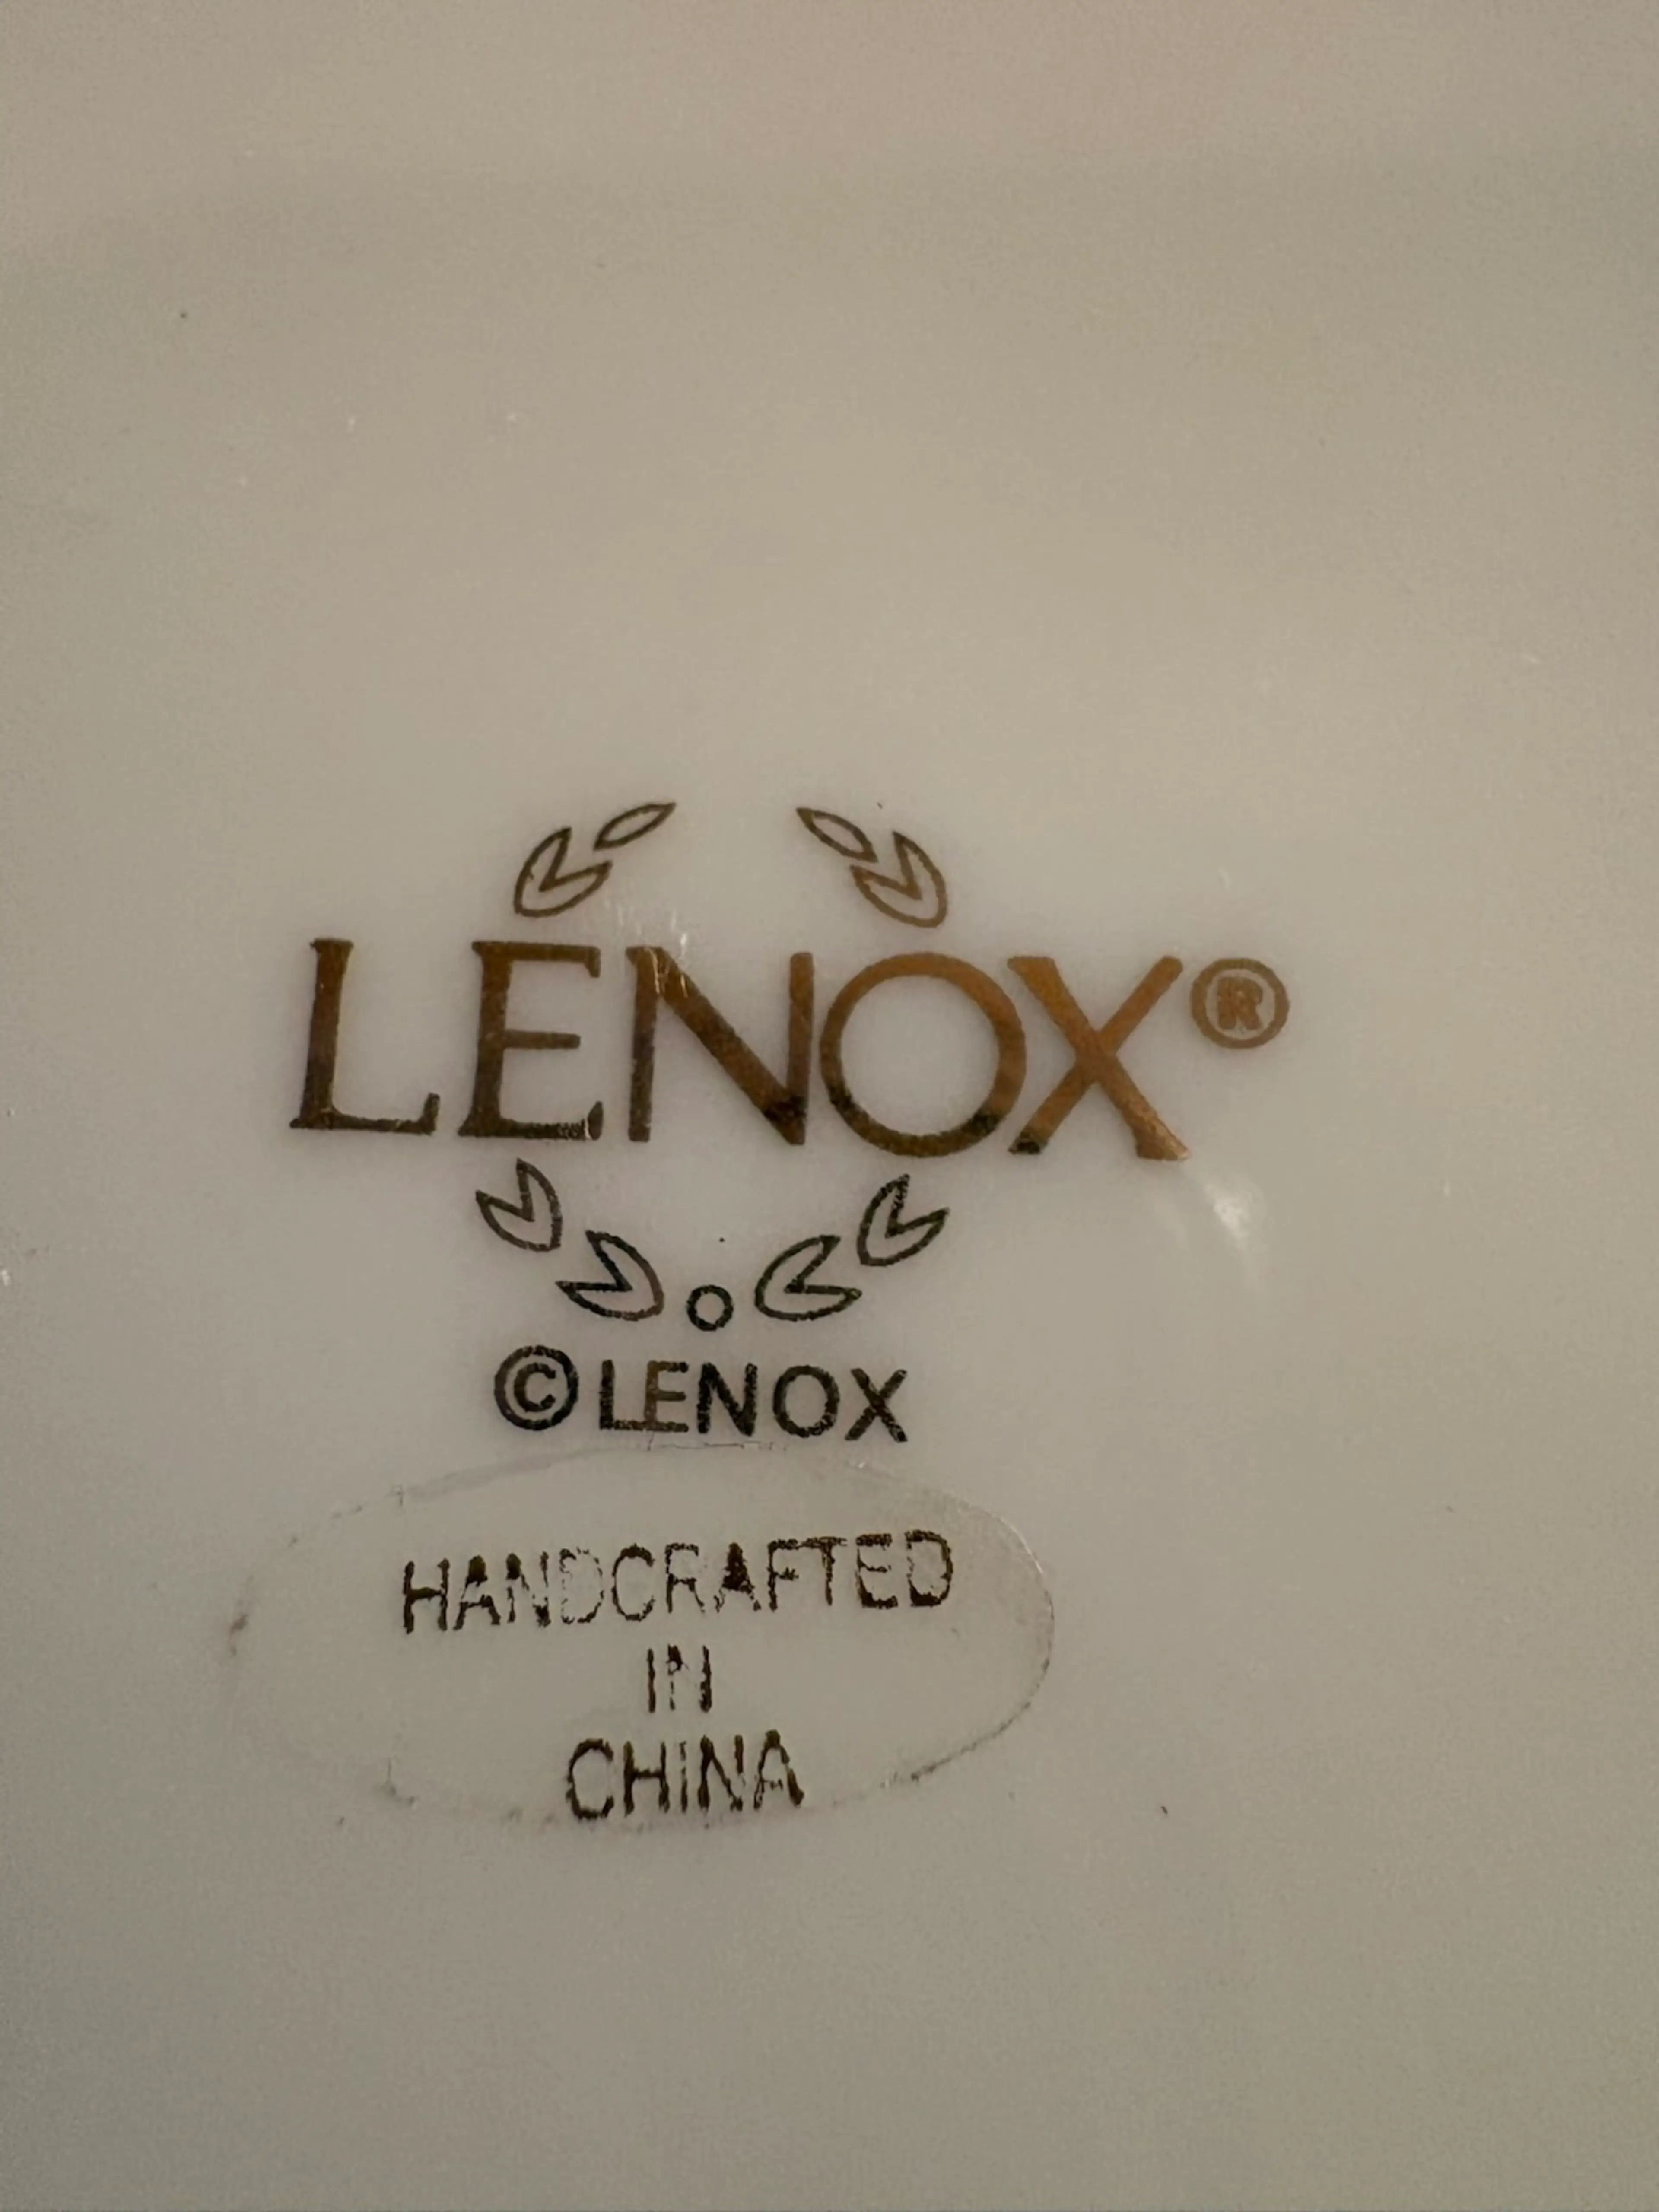 LENOX®
©LENOX
HANDCRAFTED
IN
CHINA